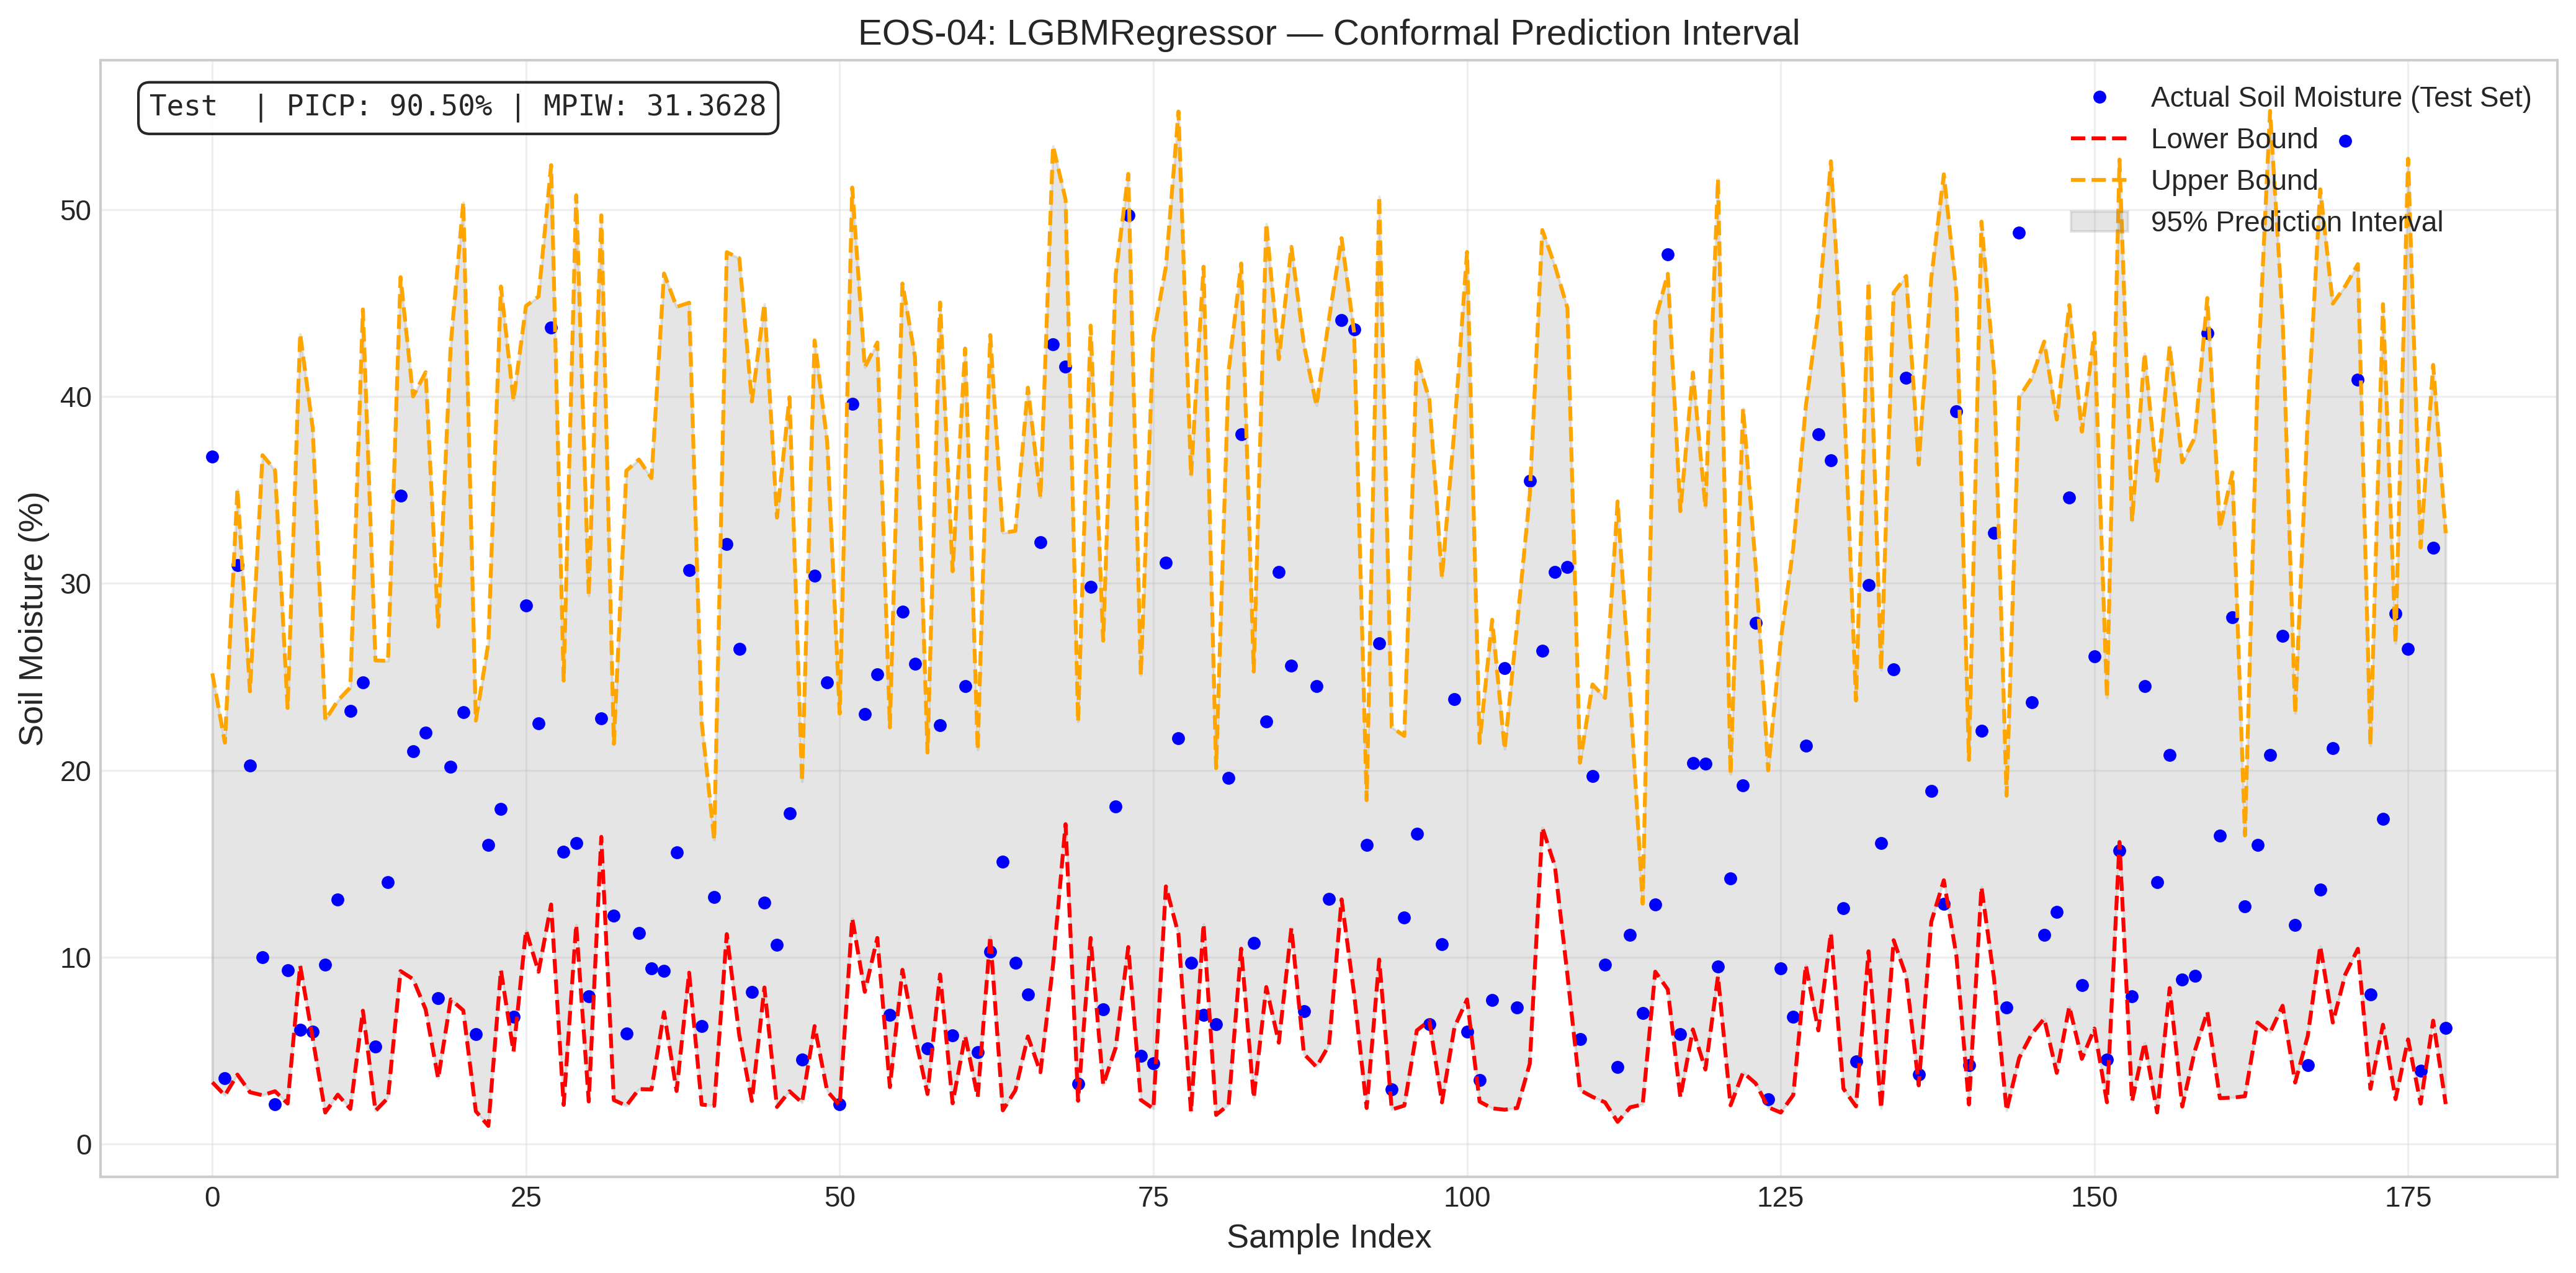 EOS-04: LGBMRegressor — Conformal Prediction Interval
Test  | PICP: 90.50% | MPIW: 31.3628
Actual Soil Moisture (Test Set)
Lower Bound
Upper Bound
95% Prediction Interval
Soil Moisture (%)
50
40
30
20
10
0
0 25 50 75 100 125 150 175
Sample Index